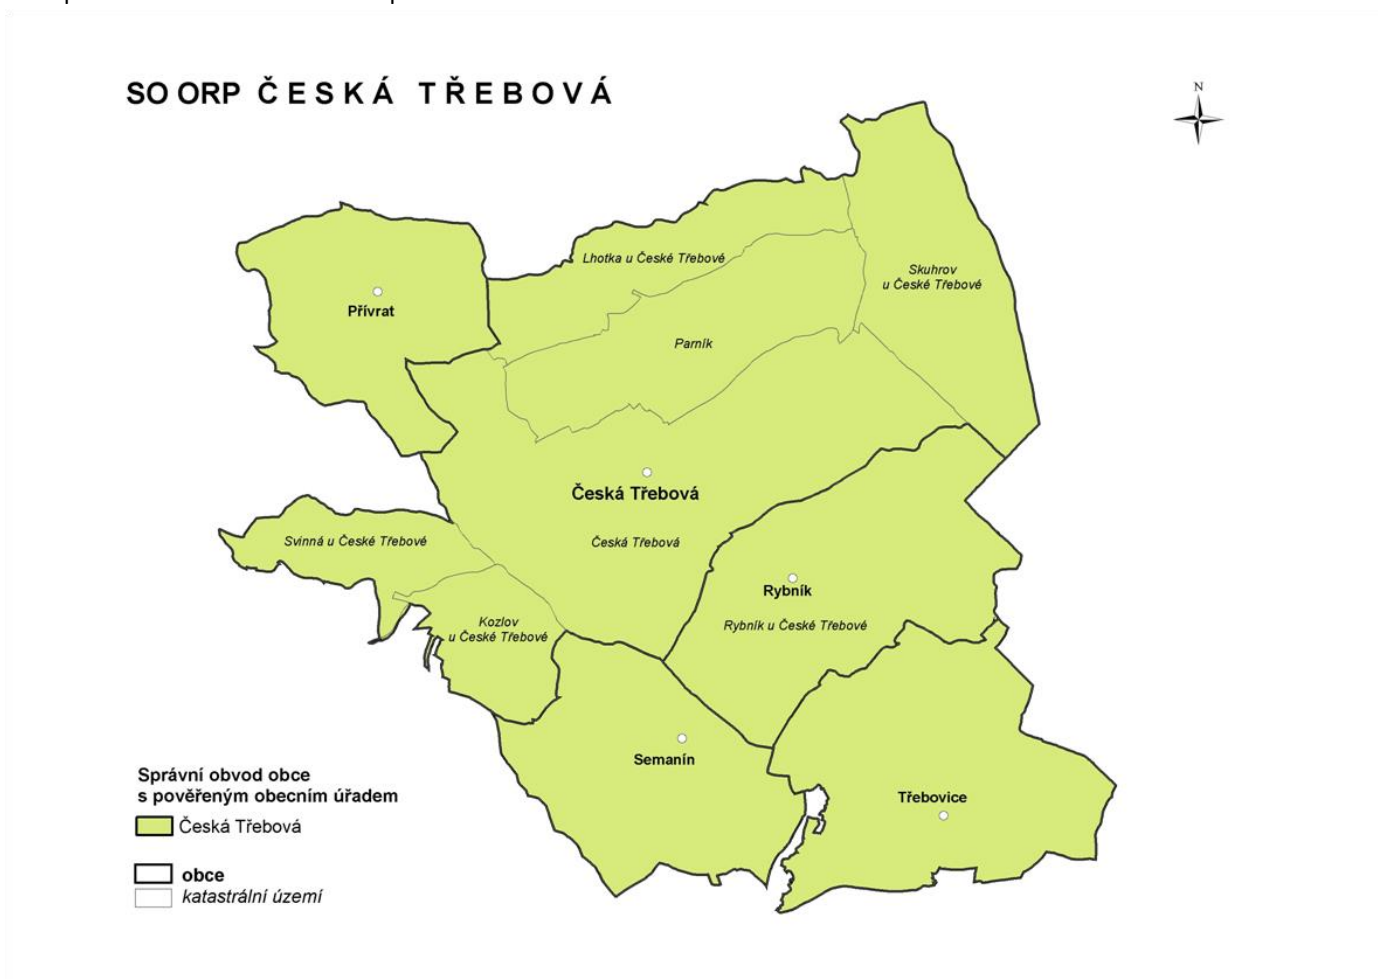 SO ORP ČESKÁ TŘEBOVÁ
N
Lhotka u České Třebové
Skuhrov
u České Třebové
Přívrat
Parník
Česká Třebová
Svinná u České Třebové
Česká Třebová
Rybník
Kozlov
u České Třebové
Rybník u České Třebové
Semanín
Třebovice
Správní obvod obce
s pověřeným obecním úřadem
Česká Třebová
obce
katastrální území